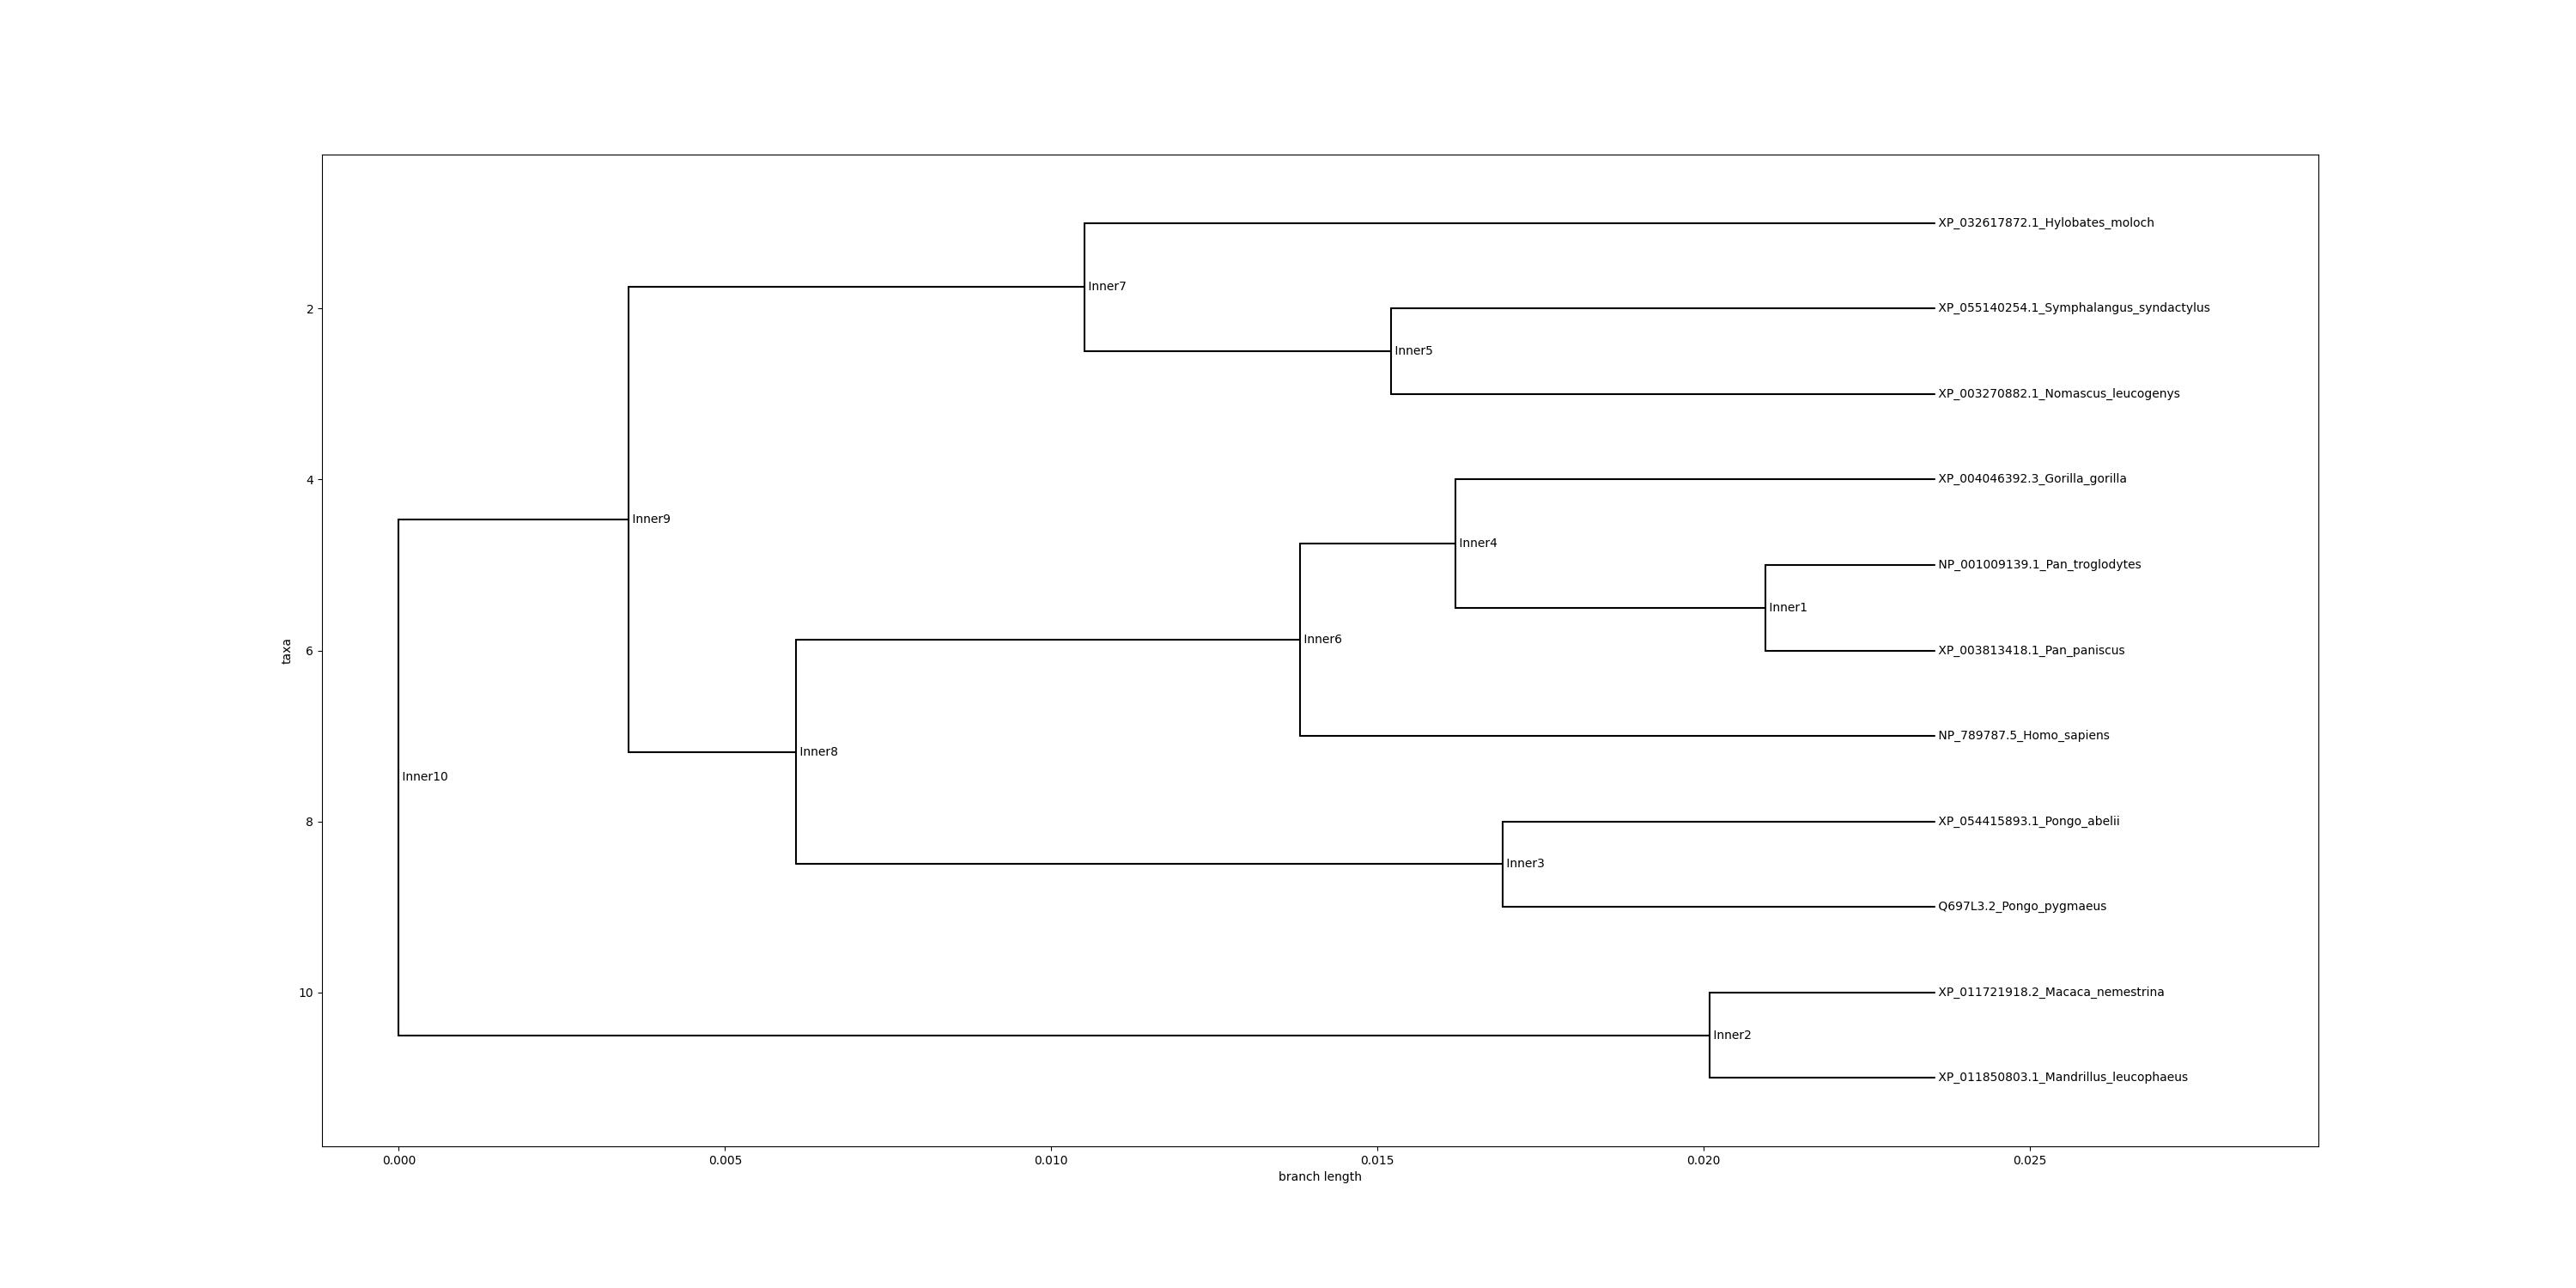 XP_032617872.1_Hylobates_moloch
Inner7
2
XP_055140254.1_Symphalangus_syndactylus
Inner5
XP_003270882.1_Nomascus_leucogenys
4
XP_004046392.3_Gorilla_gorilla
Inner9
Inner4
NP_001009139.1_Pan_troglodytes
Inner1
taxa
6
Inner6
XP_003813418.1_Pan_paniscus
NP_789787.5_Homo_sapiens
Inner8
Inner10
8
XP_054415893.1_Pongo_abelii
Inner3
Q697L3.2_Pongo_pygmaeus
10
XP_011721918.2_Macaca_nemestrina
Inner2
XP_011850803.1_Mandrillus_leucophaeus
0.000 0.005 0.010 0.015 0.020 0.025
branch length